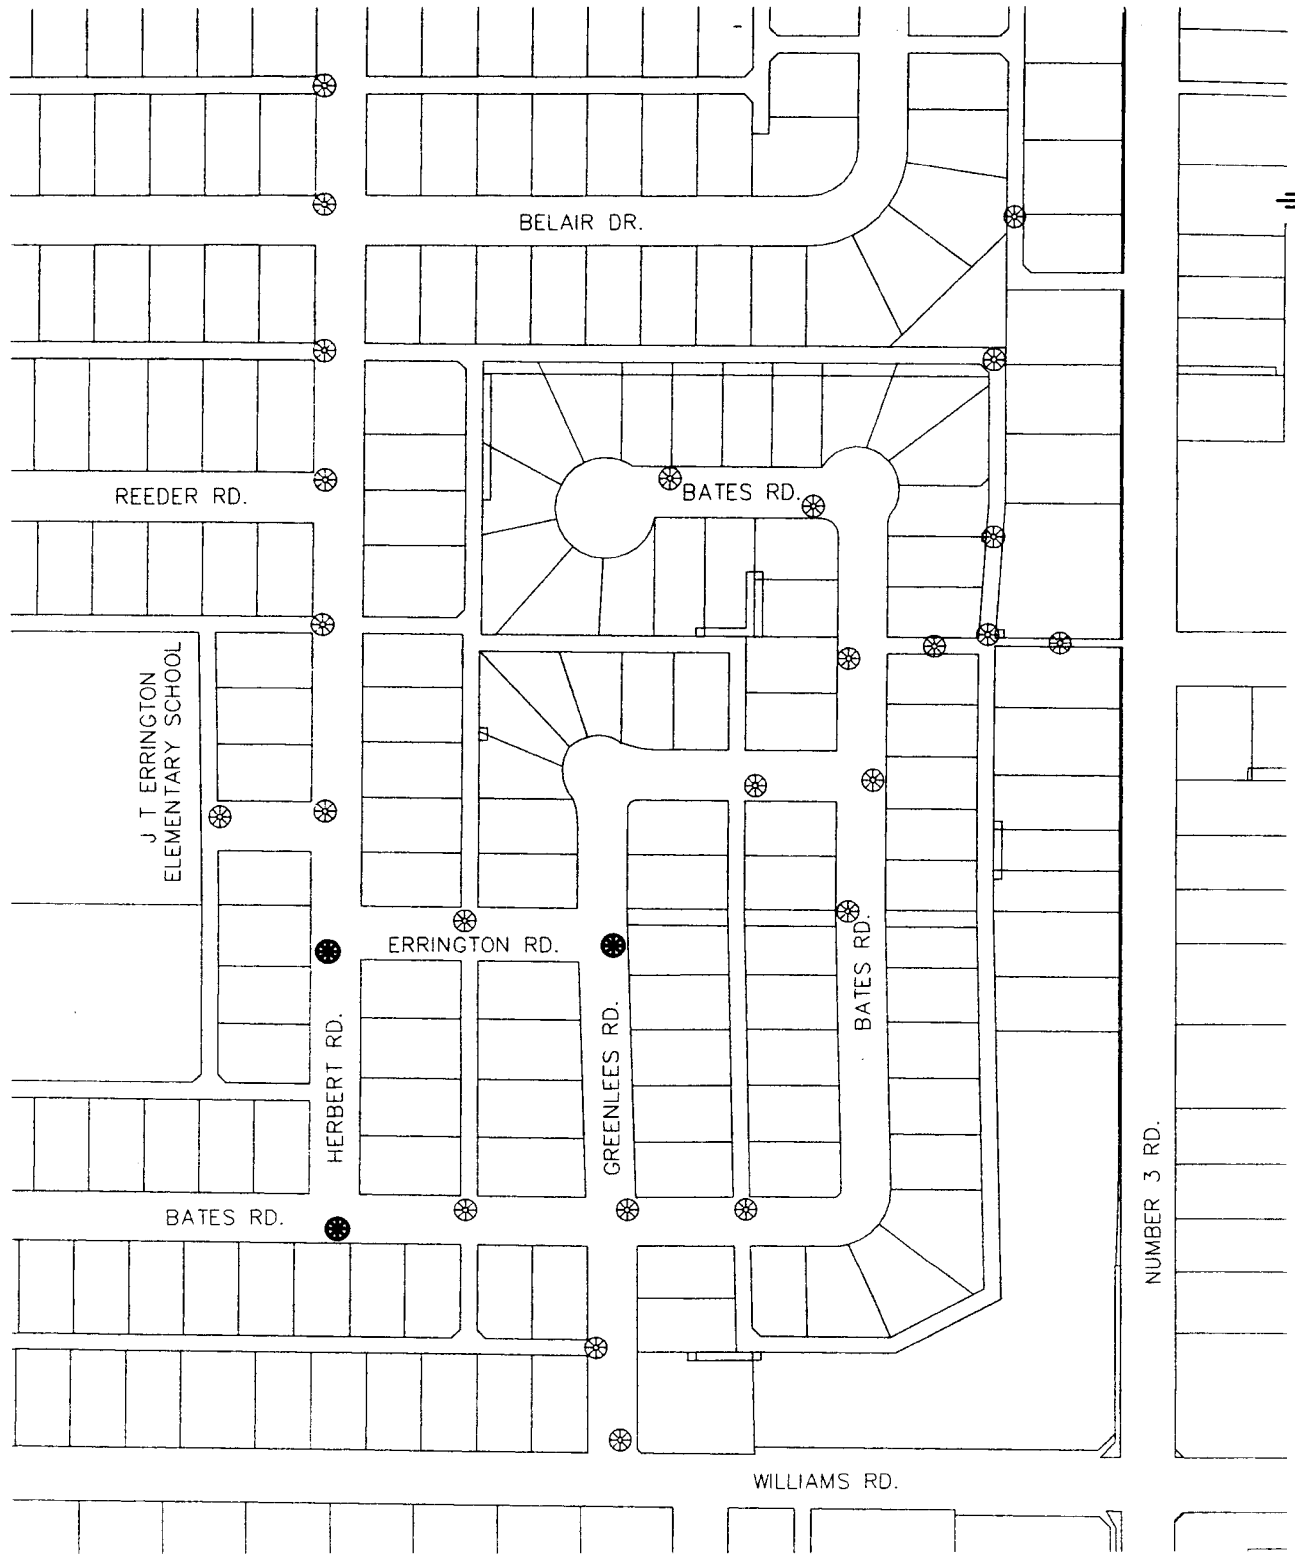 BELAIR DR.
REEDER RD.
BATES RD.
J T ERRINGTON
ELEMENTARY SCHOOL
ERRINGTON RD.
BATES RD.
HERBERT RD.
GREENLEES RD.
NUMBER 3 RD.
BATES RD.
WILLIAMS RD.